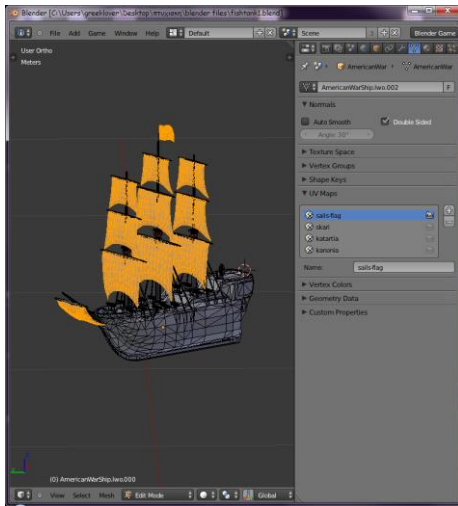 Blender [C:\Users\greeklover\Desktop\πτυχιακη\blender files\fishtank1.blend]
File Add Game Window Help Default Scene Blender Game
User Ortho
Meters
AmericanWar AmericanWar
AmericanWarShip.lwo.002 F
Normals
Auto Smooth Double Sided
Angle: 30°
Texture Space
Vertex Groups
Shape Keys
UV Maps
sails-flag
skari
katartia
kanonia
Name: sails-flag
Vertex Colors
Geometry Data
Custom Properties
(0) AmericanWarShip.lwo.000
View Select Mesh Edit Mode Global